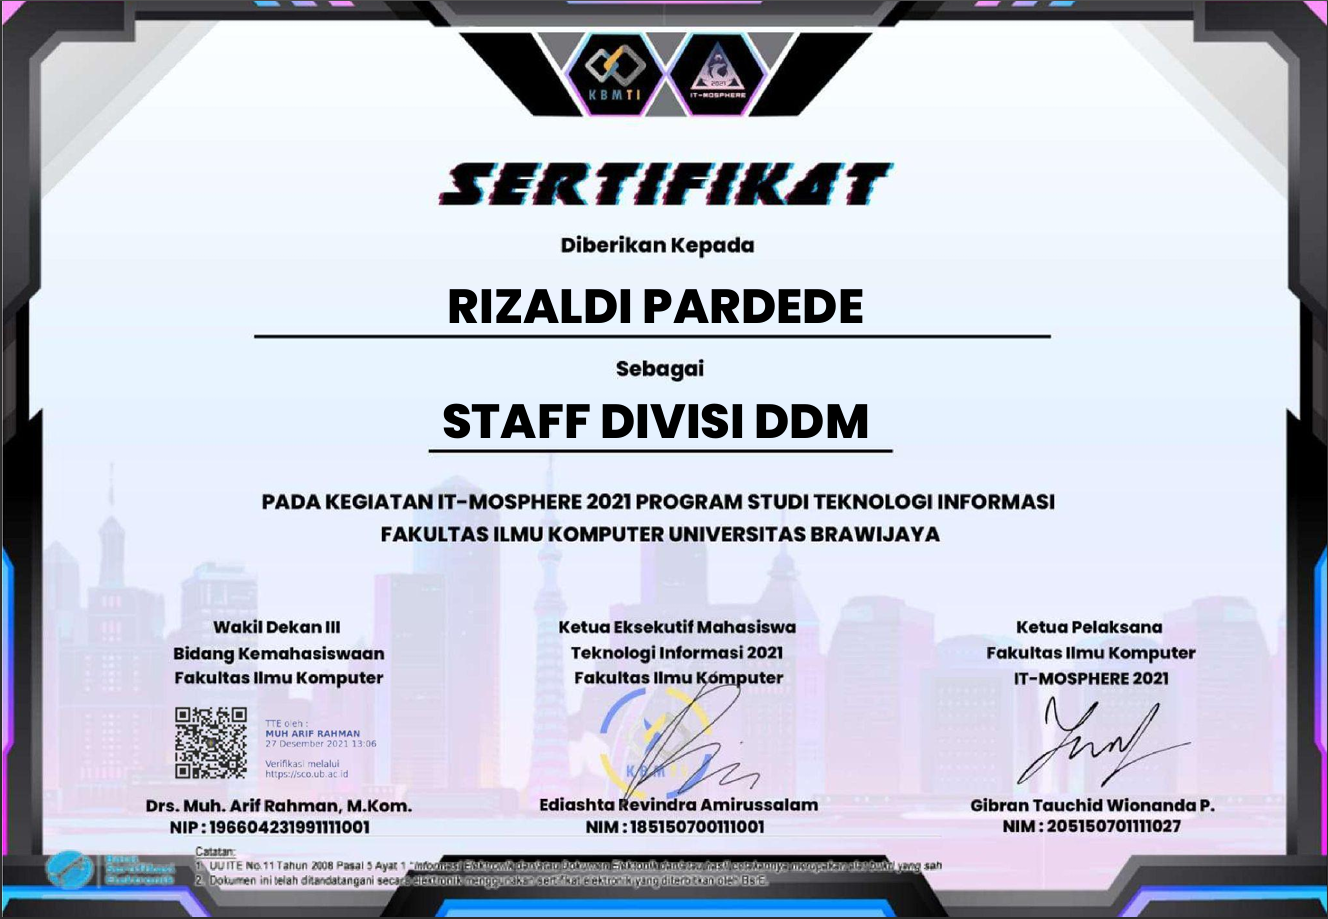 KBMTI
2021
IT-MOSPHERE
SERTIFIKAT
Diberikan Kepada
RIZALDI PARDEDE
Sebagai
STAFF DIVISI DDM
PADA KEGIATAN IT-MOSPHERE 2021 PROGRAM STUDI TEKNOLOGI INFORMASI
FAKULTAS ILMU KOMPUTER UNIVERSITAS BRAWIJAYA
Wakil Dekan III
Bidang Kemahasiswaan
Fakultas Ilmu Komputer
TTE oleh :
MUH ARIF RAHMAN
27 Desember 2021 13:06
Verifikasi melalui
https://sco.ub.ac.id
Drs. Muh. Arif Rahman, M.Kom.
NIP : 196604231991111001
Ketua Eksekutif Mahasiswa
Teknologi Informasi 2021
Fakultas Ilmu Komputer
KBMTI
Ediashta Revindra Amirussalam
NIM : 185150700111001
Ketua Pelaksana
Fakultas Ilmu Komputer
IT-MOSPHERE 2021
Gibran Tauchid Wionanda P.
NIM : 205150701111027
Balai
Sertifikasi
Elektronik
Catatan:
1. UU ITE No.11 Tahun 2008 Pasal 5 Ayat 1 "Informasi Elektronik dan/atau Dokumen Elektronik dan/atau hasil cetakannya merupakan alat bukti yang sah
2. Dokumen ini telah ditandatangani secara elektronik menggunakan sertifikat elektronik yang diterbitkan oleh BsrE.